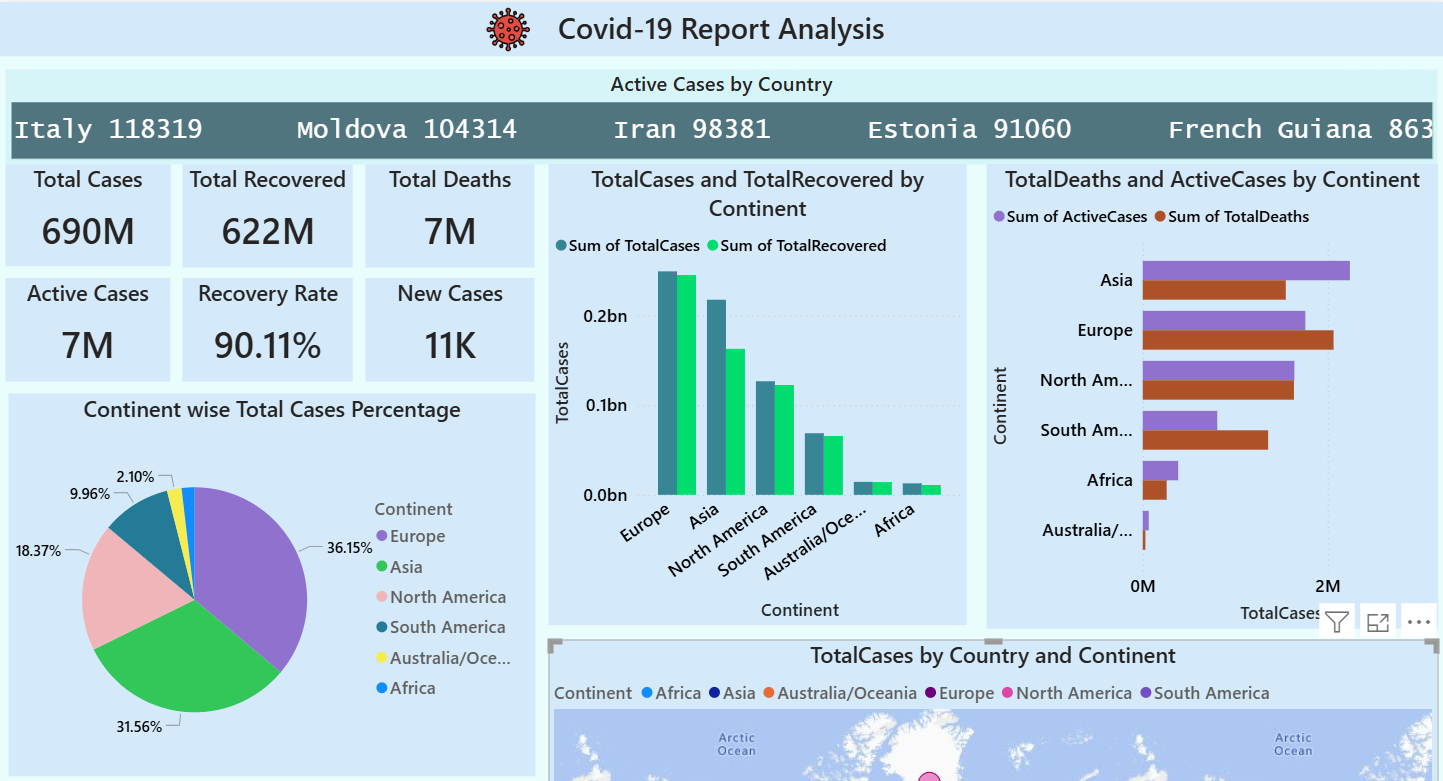 Covid-19 Report Analysis
Active Cases by Country
Italy 118319 Moldova 104314 Iran 98381 Estonia 91060 French Guiana 863
Total Cases
690M
Total Recovered
622M
Total Deaths
7M
Active Cases
7M
Recovery Rate
90.11%
New Cases
11K
Continent wise Total Cases Percentage
2.10%
9.96%
18.37%
36.15%
31.56%
Continent
Europe
Asia
North America
South America
Australia/Oce...
Africa
TotalCases and TotalRecovered by
Continent
Sum of TotalCases Sum of TotalRecovered
0.2bn
0.1bn
0.0bn
TotalCases
Europe
Asia
North America
South America
Australia/Oce...
Africa
Continent
TotalDeaths and ActiveCases by Continent
Sum of ActiveCases Sum of TotalDeaths
Asia
Europe
North Am...
South Am...
Africa
Australia/...
Continent
0M 2M
TotalCases
TotalCases by Country and Continent
Continent Africa Asia Australia/Oceania Europe North America South America
Arctic
Ocean
Arctic
Ocean